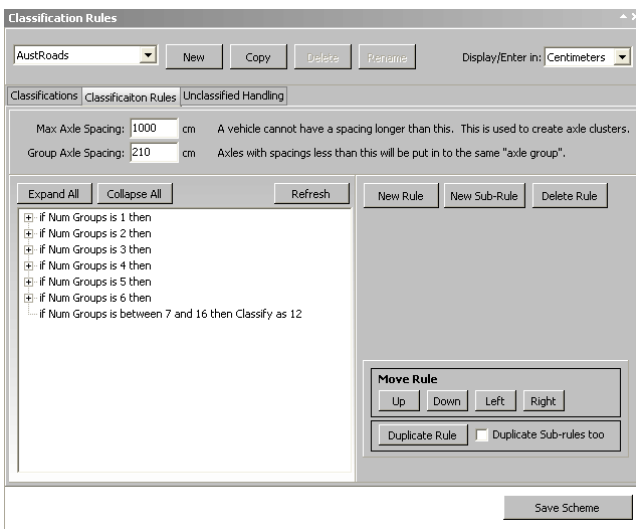 Classification Rules
AustRoads New Copy Delete Rename Display/Enter in: Centimeters
Classifications Classificaiton Rules Unclassified Handling
Max Axle Spacing: 1000 cm A vehicle cannot have a spacing longer than this. This is used to create axle clusters.
Group Axle Spacing: 210 cm Axles with spacings less than this will be put in to the same "axle group".
Expand All Collapse All Refresh New Rule New Sub-Rule Delete Rule
if Num Groups is 1 then
if Num Groups is 2 then
if Num Groups is 3 then
if Num Groups is 4 then
if Num Groups is 5 then
if Num Groups is 6 then
if Num Groups is between 7 and 16 then Classify as 12
Move Rule
Up Down Left Right
Duplicate Rule Duplicate Sub-rules too
Save Scheme